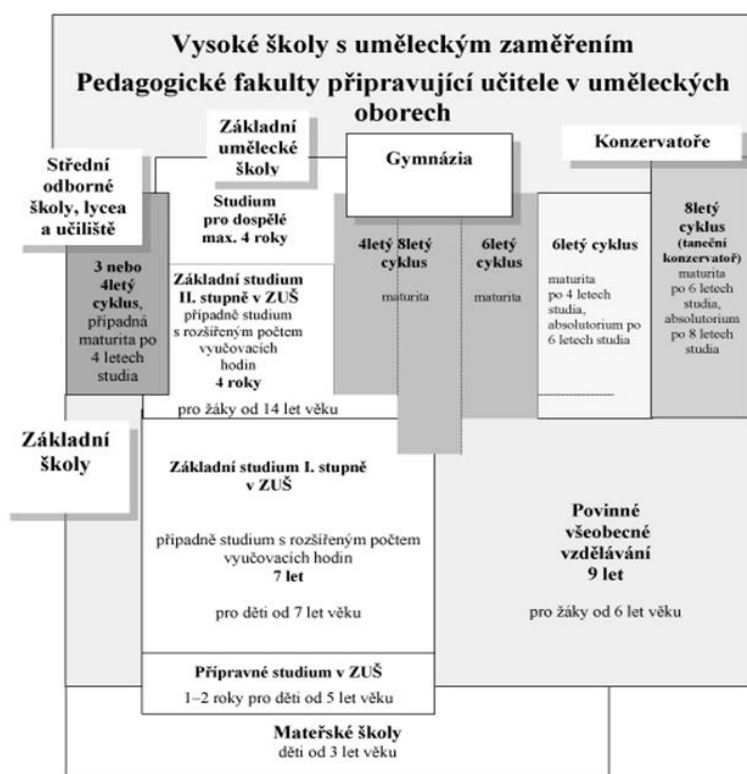 Vysoké školy s uměleckým zaměřením
Pedagogické fakulty připravující učitele v uměleckých
oborech
Střední
odborné
školy, lycea
a učiliště
Základní
umělecké
školy
Gymnázia
Konzervatoře
3 nebo
4letý
cyklus,
případná
maturita po
4 letech
studia
Studium
pro dospělé
max. 4 roky
Základní studium
II. stupně v ZUŠ
případně studium
s rozšířeným počtem
vyučovacích
hodin
4 roky
pro žáky od 14 let věku
4letý 8letý
cyklus
maturita
6letý
cyklus
maturita
6letý cyklus
maturita
po 4 letech
studia,
absolutorium po
6 letech studia
8letý
cyklus
(taneční
konzervatoř)
maturita
po 6 letech
studia,
absolutorium
po 8 letech
studia
Základní
školy
Základní studium I. stupně
v ZUŠ
případně studium s rozšířeným počtem
vyučovacích hodin
7 let
pro děti od 7 let věku
Povinné
všeobecné
vzdělávání
9 let
pro žáky od 6 let věku
Přípravné studium v ZUŠ
1–2 roky pro děti od 5 let věku
Mateřské školy
děti od 3 let věku